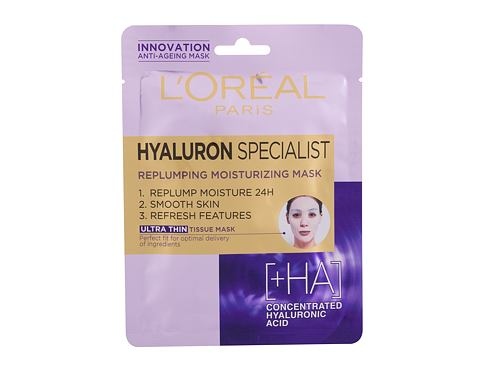 INNOVATION
ANTI-AGEING MASK
L'ORÉAL
PARIS
HYALURON SPECIALIST
REPLUMPING MOISTURIZING MASK
1. REPLUMP MOISTURE 24H
2. SMOOTH SKIN
3. REFRESH FEATURES
ULTRA THIN TISSUE MASK
Perfect fit for optimal delivery
of ingredients
[+HA]
CONCENTRATED
HYALURONIC
ACID